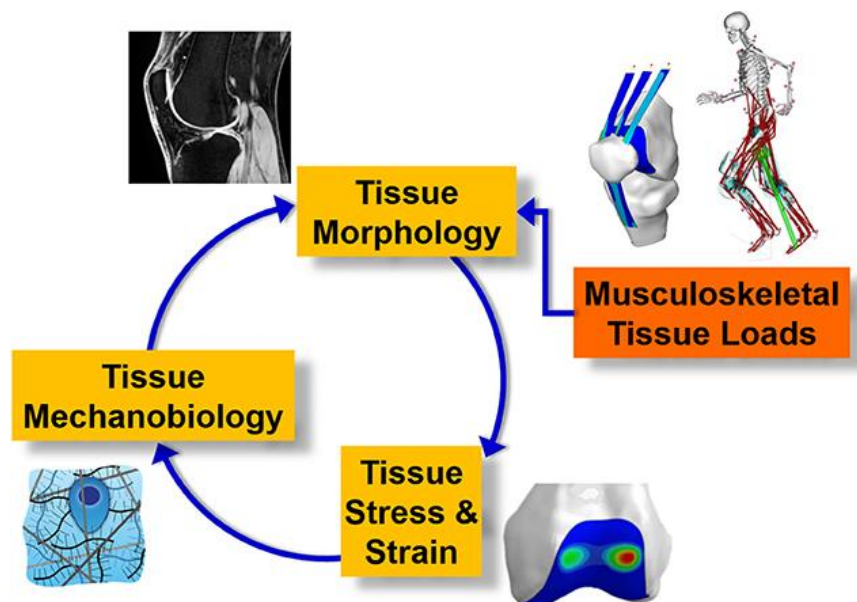 Tissue
Morphology
Musculoskeletal
Tissue Loads
Tissue
Mechanobiology
Tissue
Stress &
Strain